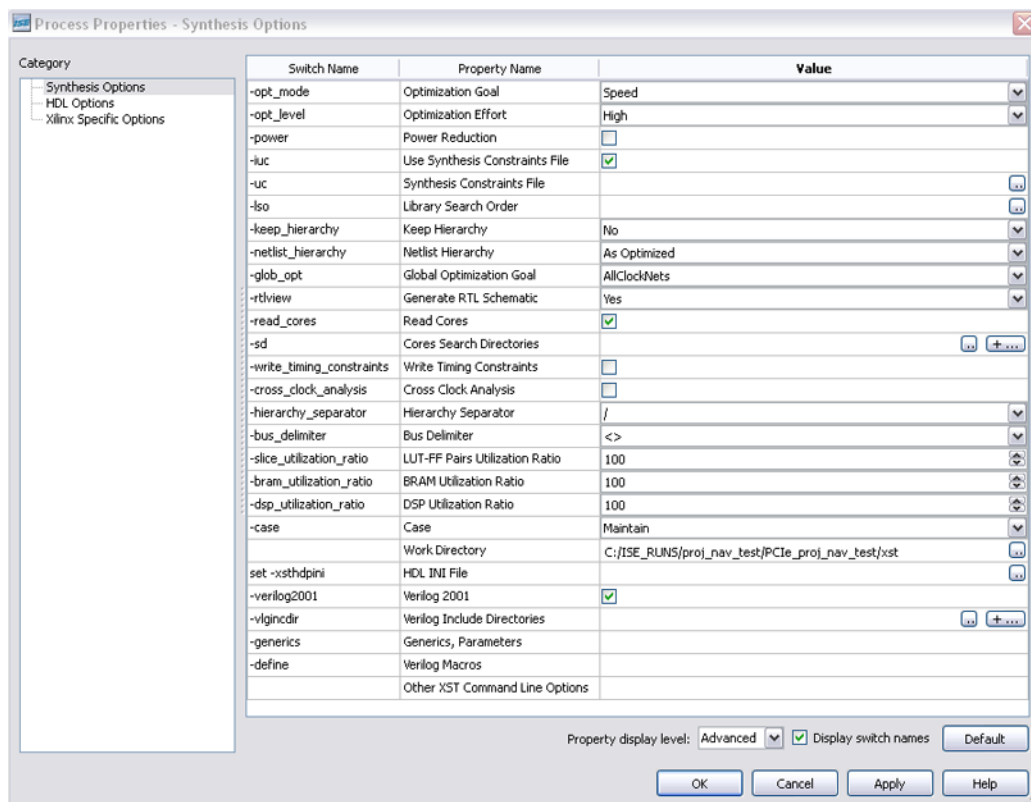 ISE Process Properties - Synthesis Options
Category
Synthesis Options
HDL Options
Xilinx Specific Options
Switch Name Property Name Value
-opt_mode Optimization Goal Speed
-opt_level Optimization Effort High
-power Power Reduction
-iuc Use Synthesis Constraints File
-uc Synthesis Constraints File ..
-lso Library Search Order ..
-keep_hierarchy Keep Hierarchy No
-netlist_hierarchy Netlist Hierarchy As Optimized
-glob_opt Global Optimization Goal AllClockNets
-rtlview Generate RTL Schematic Yes
-read_cores Read Cores
-sd Cores Search Directories .. + ...
-write_timing_constraints Write Timing Constraints
-cross_clock_analysis Cross Clock Analysis
-hierarchy_separator Hierarchy Separator /
-bus_delimiter Bus Delimiter <>
-slice_utilization_ratio LUT-FF Pairs Utilization Ratio 100
-bram_utilization_ratio BRAM Utilization Ratio 100
-dsp_utilization_ratio DSP Utilization Ratio 100
-case Case Maintain
Work Directory C:/ISE_RUNS/proj_nav_test/PCIe_proj_nav_test/xst ..
set -xsthdpini HDL INI File ..
-verilog2001 Verilog 2001
-vlgincdir Verilog Include Directories .. + ...
-generics Generics, Parameters
-define Verilog Macros
Other XST Command Line Options
Property display level: Advanced Display switch names Default
OK Cancel Apply Help